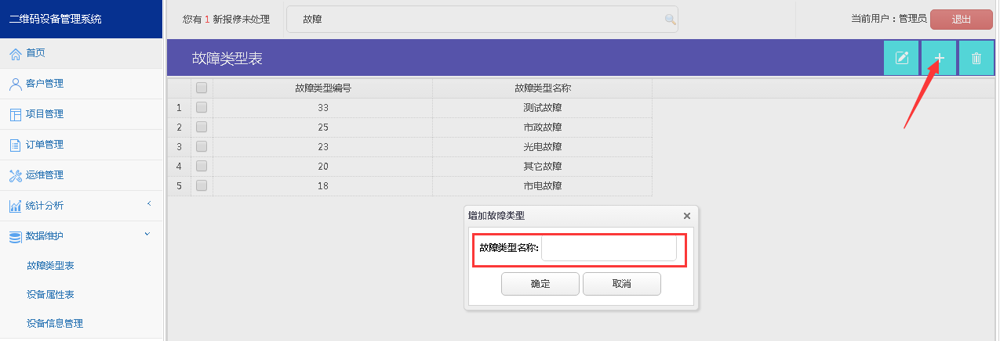 二维码设备管理系统
您有 1 新报修未处理
故障
当前用户：管理员
退出
首页
客户管理
项目管理
订单管理
运维管理
统计分析
数据维护
故障类型表
设备属性表
设备信息管理
故障类型表
故障类型编号 故障类型名称
1 33 测试故障
2 25 市政故障
3 23 光电故障
4 20 其它故障
5 18 市电故障
增加故障类型
故障类型名称:
确定 取消